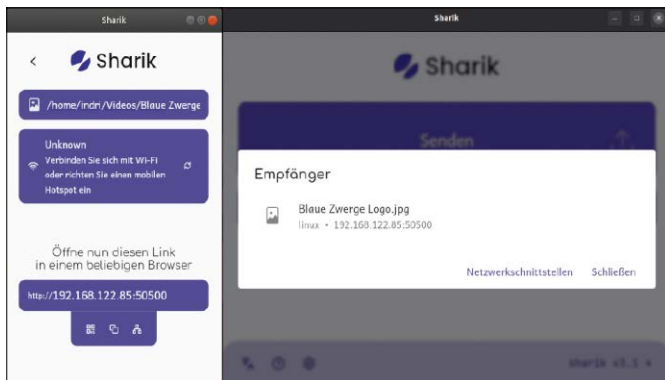 Sharik
Sharik
/home/indri/Videos/Blaue Zwerge
Unknown
Verbinden Sie sich mit Wi-Fi
oder richten Sie einen mobilen
Hotspot ein
Öffne nun diesen Link
in einem beliebigen Browser
http://192.168.122.85:50500
Sharik
Sharik
Senden
Empfänger
Blaue Zwerge Logo.jpg
linux • 192.168.122.85:50500
Netzwerkschnittstellen Schließen
sharik v3.1